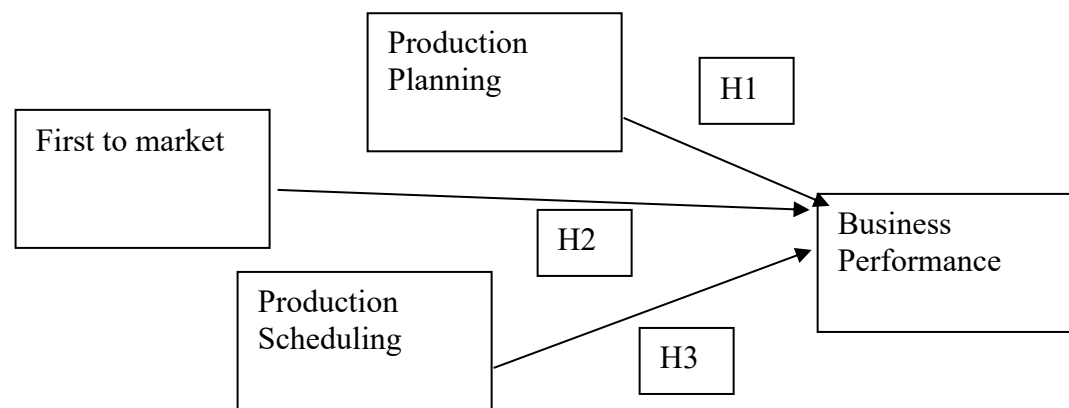 Production
Planning
H1
First to market
Business
Performance
H2
Production
Scheduling
H3